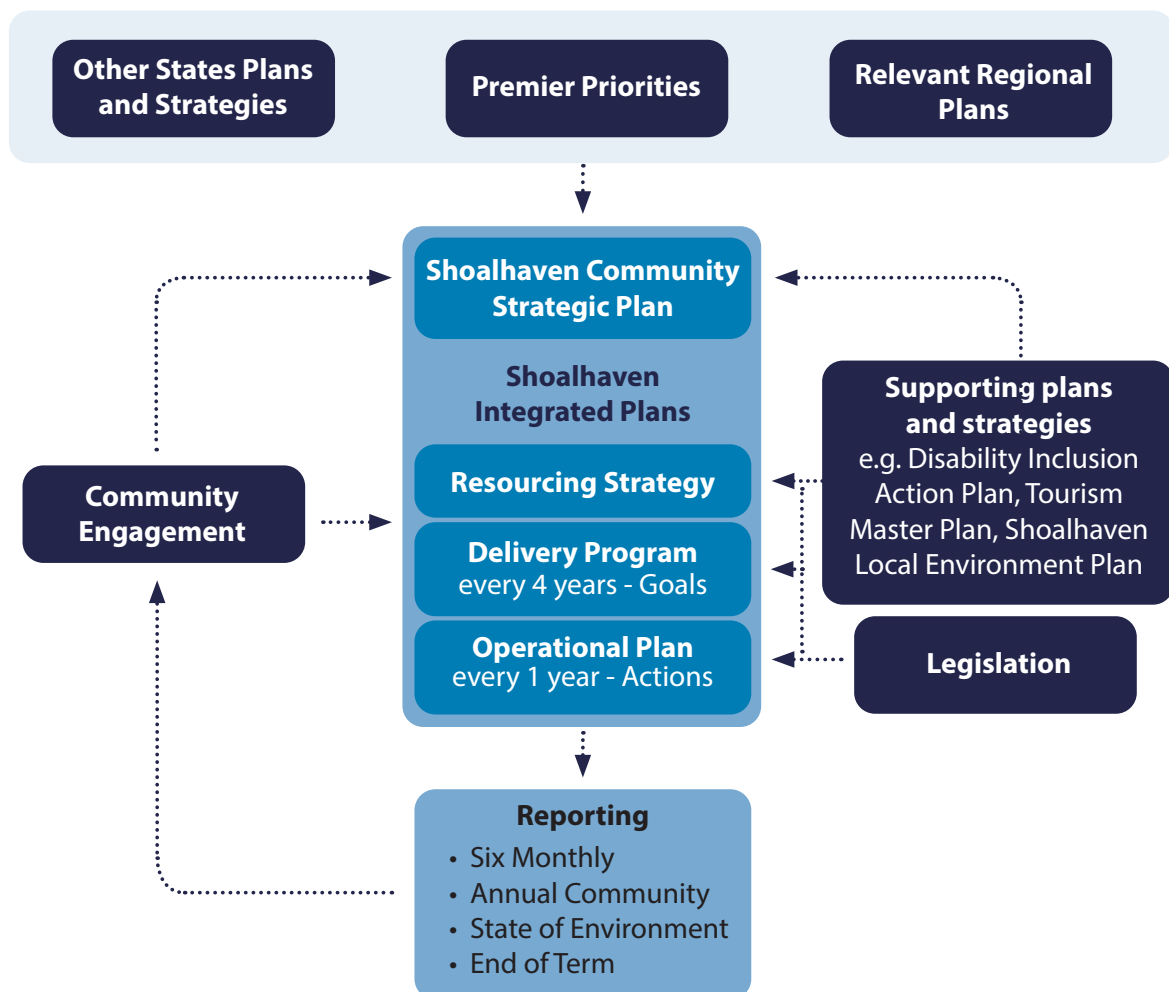 Other States Plans
and Strategies
Premier Priorities
Relevant Regional
Plans
Shoalhaven Community
Strategic Plan
Shoalhaven
Integrated Plans
Resourcing Strategy
Delivery Program
every 4 years - Goals
Operational Plan
every 1 year - Actions
Community
Engagement
Supporting plans
and strategies
e.g. Disability Inclusion
Action Plan, Tourism
Master Plan, Shoalhaven
Local Environment Plan
Legislation
Reporting
• Six Monthly
• Annual Community
• State of Environment
• End of Term